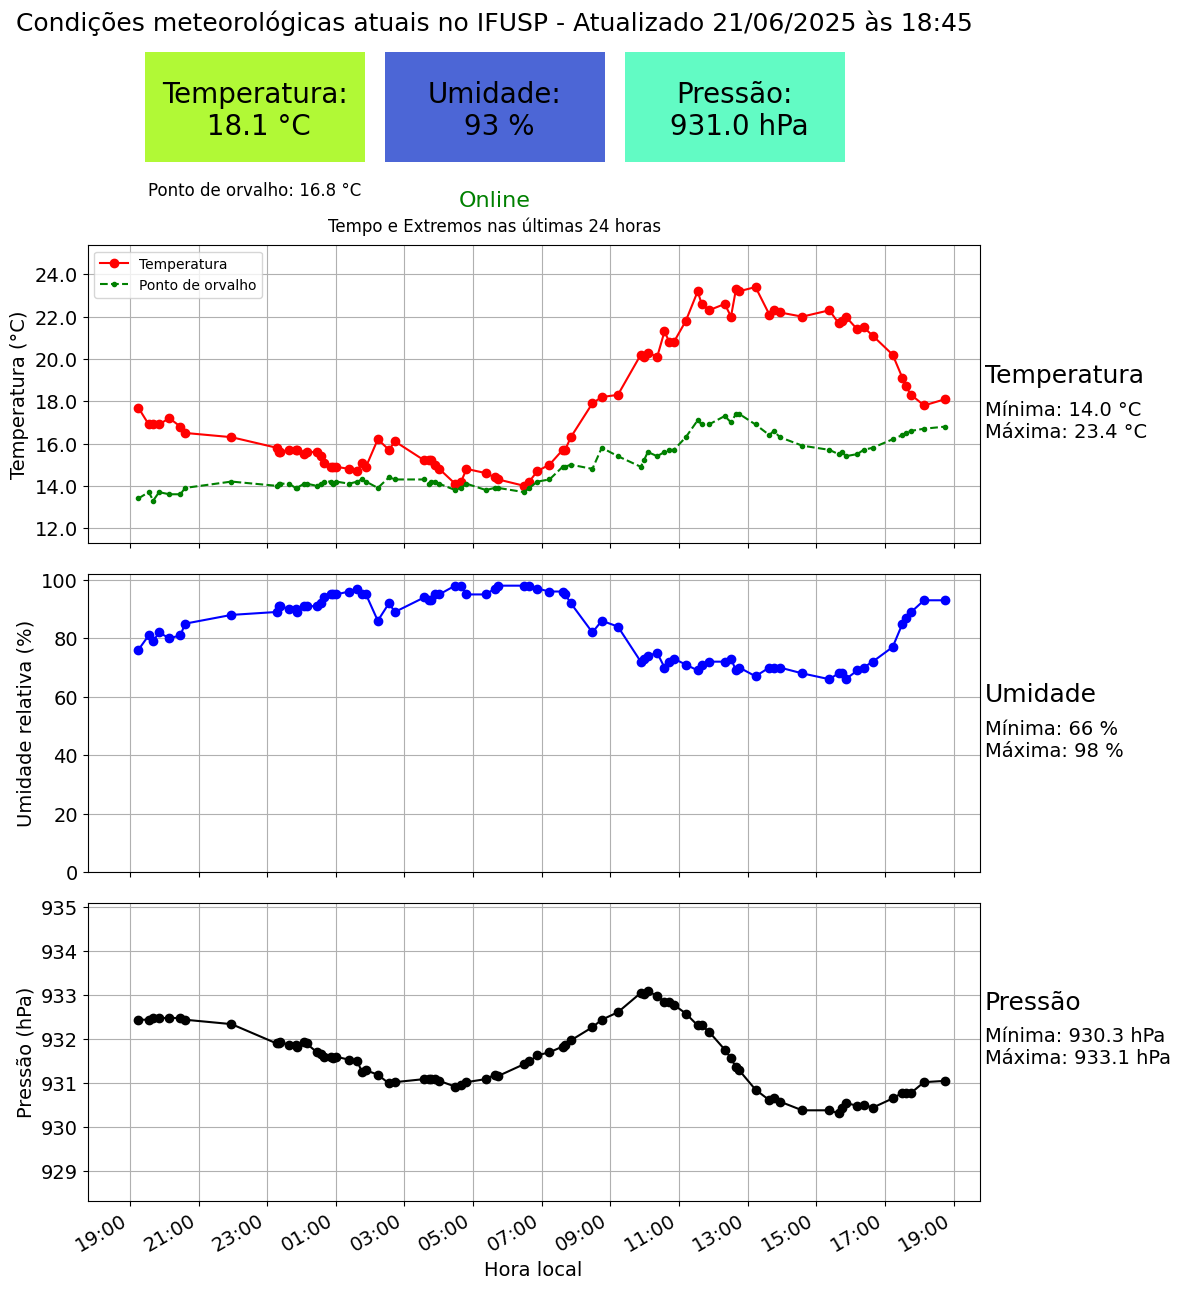 Condições meteorológicas atuais no IFUSP - Atualizado 21/06/2025 às 18:45
Temperatura:
18.1 °C
Umidade:
93 %
Pressão:
931.0 hPa
Ponto de orvalho: 16.8 °C
Online
Tempo e Extremos nas últimas 24 horas
Temperatura
Ponto de orvalho
Temperatura (°C)
24.0
22.0
20.0
18.0
16.0
14.0
12.0
Temperatura
Mínima: 14.0 °C
Máxima: 23.4 °C
Umidade relativa (%)
100
80
60
40
20
0
Umidade
Mínima: 66 %
Máxima: 98 %
Pressão (hPa)
935
934
933
932
931
930
929
Pressão
Mínima: 930.3 hPa
Máxima: 933.1 hPa
19:00
21:00
23:00
01:00
03:00
05:00
07:00
09:00
11:00
13:00
15:00
17:00
19:00
Hora local